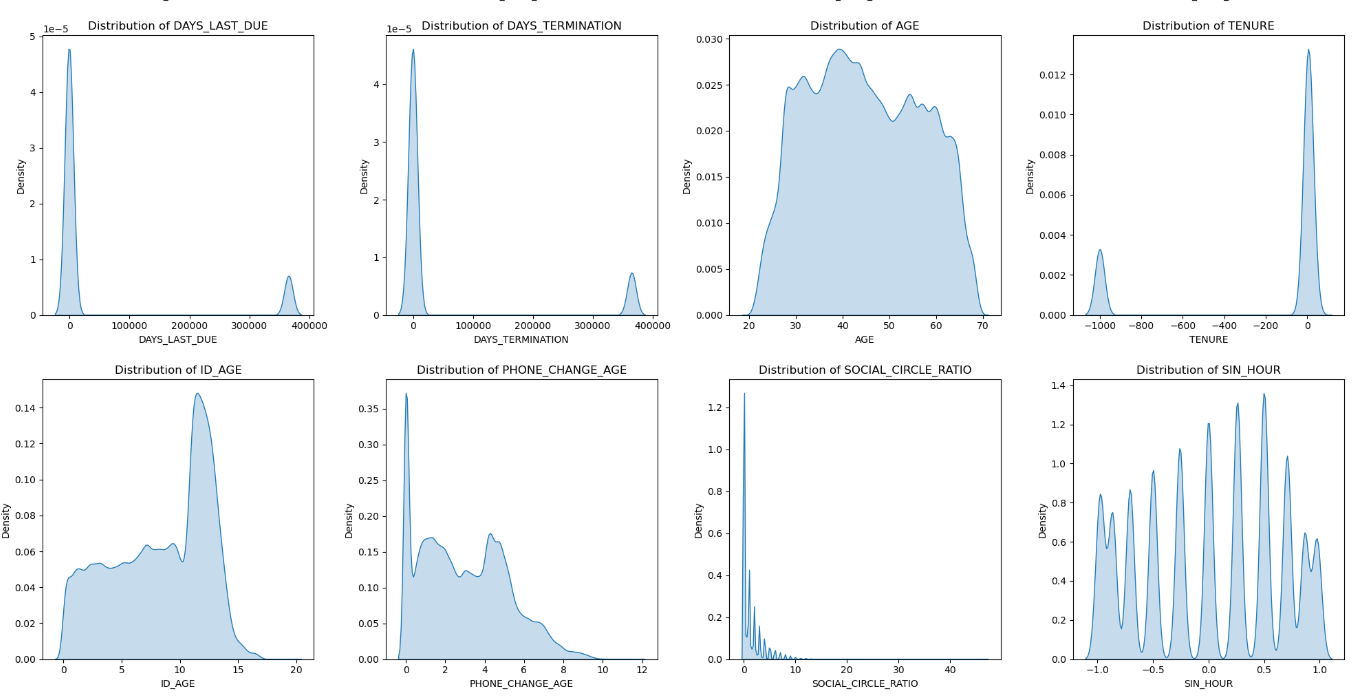 Distribution of DAYS_LAST_DUE
1e−5
5
4
3
2
1
0
Density
0 100000 200000 300000 400000
DAYS_LAST_DUE
Distribution of DAYS_TERMINATION
1e−5
4
3
2
1
0
Density
0 100000 200000 300000 400000
DAYS_TERMINATION
Distribution of AGE
0.030
0.025
0.020
0.015
0.010
0.005
0.000
Density
20 30 40 50 60 70
AGE
Distribution of TENURE
0.012
0.010
0.008
0.006
0.004
0.002
0.000
Density
−1000 −800 −600 −400 −200 0
TENURE
Distribution of ID_AGE
0.14
0.12
0.10
0.08
0.06
0.04
0.02
0.00
Density
0 5 10 15 20
ID_AGE
Distribution of PHONE_CHANGE_AGE
0.35
0.30
0.25
0.20
0.15
0.10
0.05
0.00
Density
0 2 4 6 8 10 12
PHONE_CHANGE_AGE
Distribution of SOCIAL_CIRCLE_RATIO
1.2
1.0
0.8
0.6
0.4
0.2
0.0
Density
0 10 20 30 40
SOCIAL_CIRCLE_RATIO
Distribution of SIN_HOUR
1.4
1.2
1.0
0.8
0.6
0.4
0.2
0.0
Density
−1.0 −0.5 0.0 0.5 1.0
SIN_HOUR